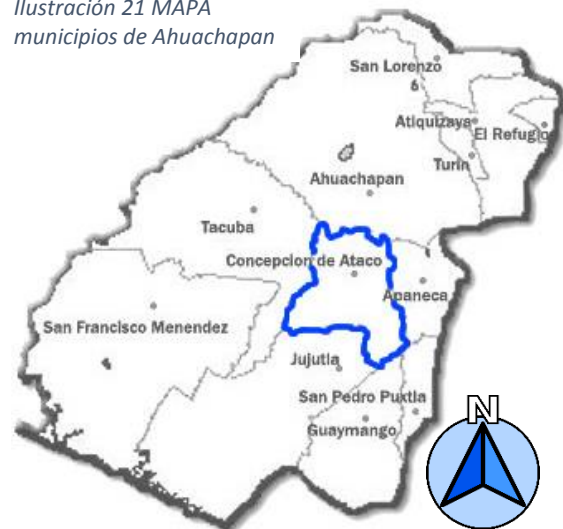 Ilustración 21 MAPA
municipios de Ahuachapan
San Lorenzo
Atiquizaya
El Refugio
Turin
Ahuachapan
Tacuba
Concepcion de Ataco
Apaneca
San Francisco Menendez
Jujutla
San Pedro Puxtla
Guaymango
N